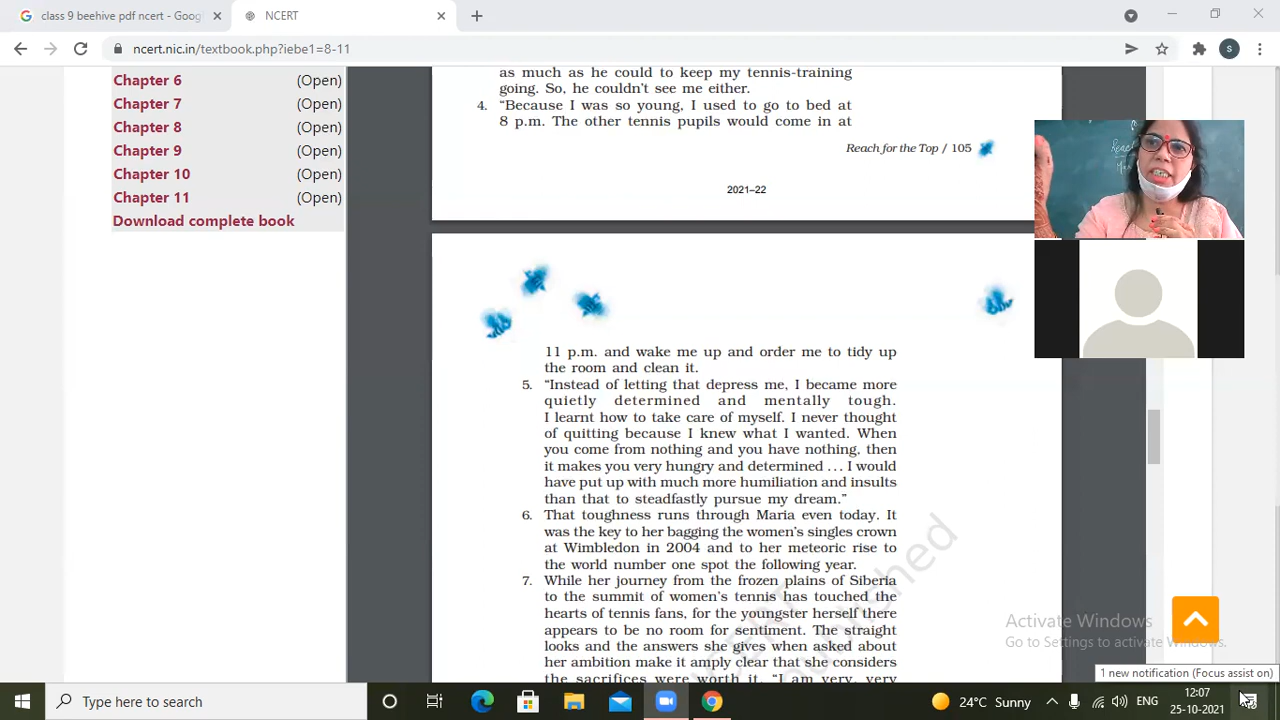 class 9 beehive pdf ncert - Goog
NCERT
ncert.nic.in/textbook.php?iebe1=8-11
S
Chapter 6 (Open)
Chapter 7 (Open)
Chapter 8 (Open)
Chapter 9 (Open)
Chapter 10 (Open)
Chapter 11 (Open)
Download complete book
as much as he could to keep my tennis-training
going. So, he couldn't see me either.
4. “Because I was so young, I used to go to bed at
8 p.m. The other tennis pupils would come in at
Reach for the Top / 105
2021–22
11 p.m. and wake me up and order me to tidy up
the room and clean it.
5. “Instead of letting that depress me, I became more
quietly determined and mentally tough.
I learnt how to take care of myself. I never thought
of quitting because I knew what I wanted. When
you come from nothing and you have nothing, then
it makes you very hungry and determined ... I would
have put up with much more humiliation and insults
than that to steadfastly pursue my dream.”
6. That toughness runs through Maria even today. It
was the key to her bagging the women's singles crown
at Wimbledon in 2004 and to her meteoric rise to
the world number one spot the following year.
7. While her journey from the frozen plains of Siberia
to the summit of women's tennis has touched the
hearts of tennis fans, for the youngster herself there
appears to be no room for sentiment. The straight
looks and the answers she gives when asked about
her ambition make it amply clear that she considers
the sacrifices were worth it. “I am very, very
Activate Windows
Go to Settings to activate Windows.
1 new notification (Focus assist on)
Type here to search
24°C Sunny
ENG
12:07
25-10-2021